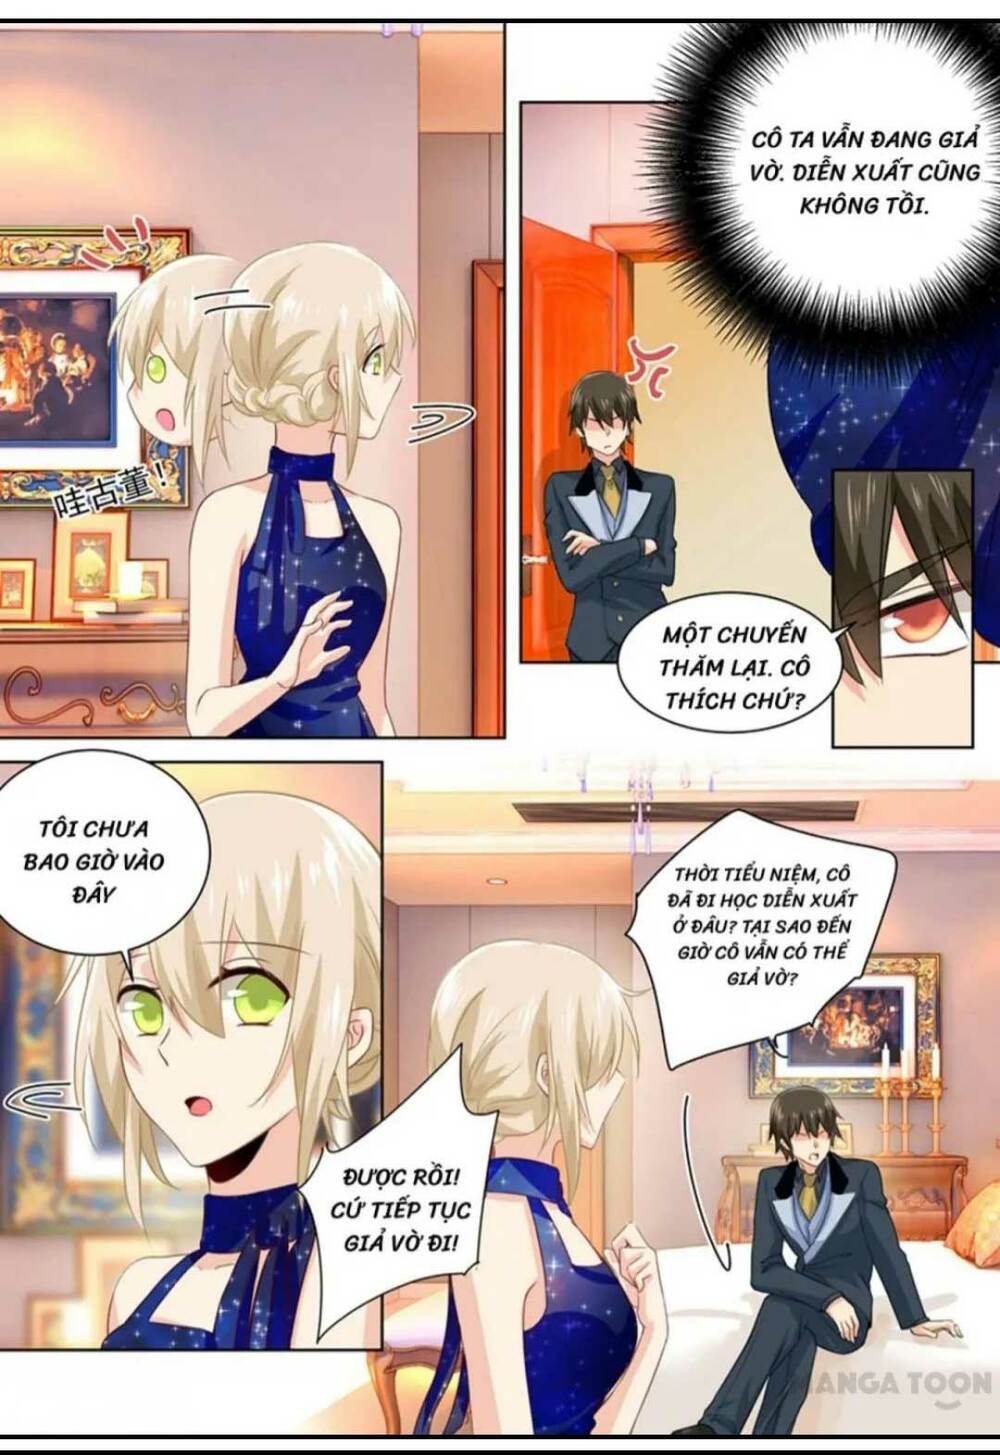 CÔ TA VẪN ĐANG GIẢ
VỜ. DIỄN XUẤT CŨNG
KHÔNG TỒI.
哇古董!
MỘT CHUYẾN
THĂM LẠI. CÔ
THÍCH CHỨ?
TÔI CHƯA
BAO GIỜ VÀO
ĐÂY
THỜI TIỂU NIỆM, CÔ
ĐÃ ĐI HỌC DIỄN XUẤT
Ở ĐÂU? TẠI SAO ĐẾN
GIỜ CÔ VẪN CÓ THỂ
GIẢ VỜ?
ĐƯỢC RỒI!
CỨ TIẾP TỤC
GIẢ VỜ ĐI!
MANGA TOON